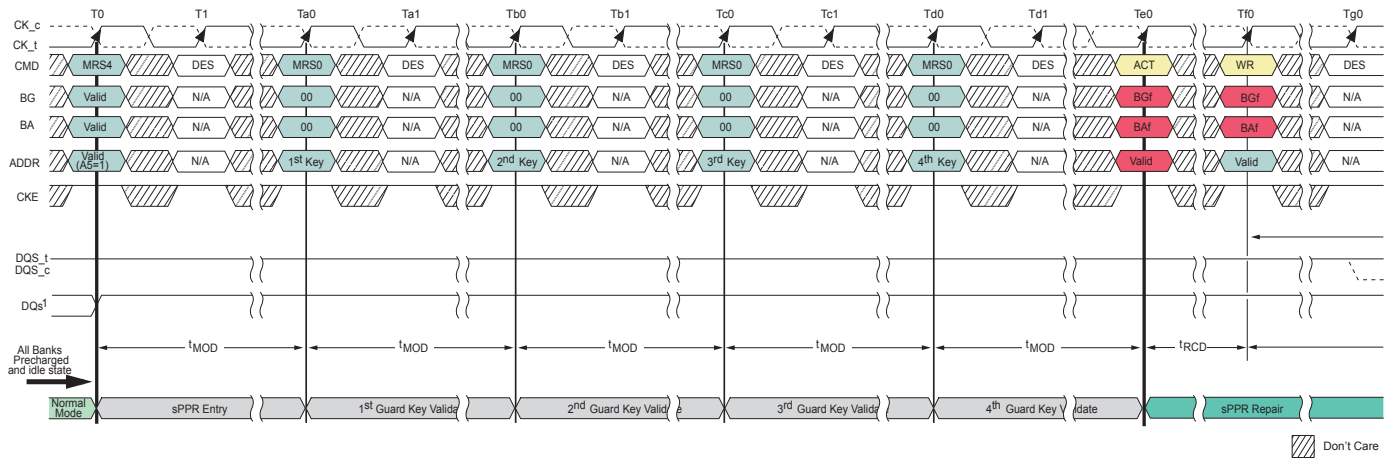 T0 T1 Ta0 Ta1 Tb0 Tb1 Tc0 Tc1 Td0 Td1 Te0 Tf0 Tg0
CK_c
CK_t
CMD MRS4 DES MRS0 DES MRS0 DES MRS0 DES MRS0 DES ACT WR DES
BG Valid N/A 00 N/A 00 N/A 00 N/A 00 N/A BGf BGf N/A
BA Valid N/A 00 N/A 00 N/A 00 N/A 00 N/A BAf BAf N/A
ADDR Valid (A5=1) N/A 1st Key N/A 2nd Key N/A 3rd Key N/A 4th Key N/A Valid Valid N/A
CKE
DQS_t
DQS_c
DQs1
All Banks
Precharged
and idle state
tMOD tMOD tMOD tMOD tMOD tRCD
Normal
Mode
sPPR Entry 1st Guard Key Valida 2nd Guard Key Valid e 3rd Guard Key Valida e 4th Guard Key V idate sPPR Repair
Don't Care